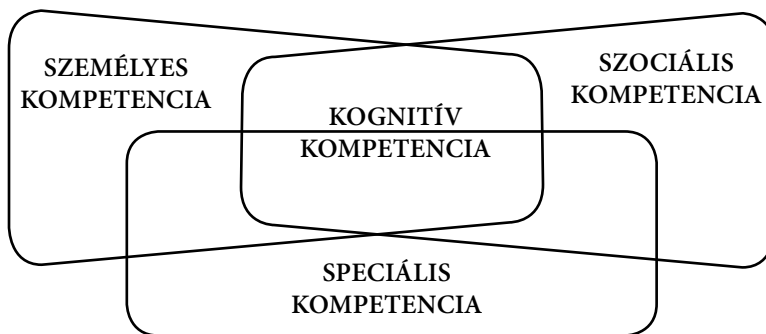 SZEMÉLYES
KOMPETENCIA
SZOCIÁLIS
KOMPETENCIA
KOGNITÍV
KOMPETENCIA
SPECIÁLIS
KOMPETENCIA